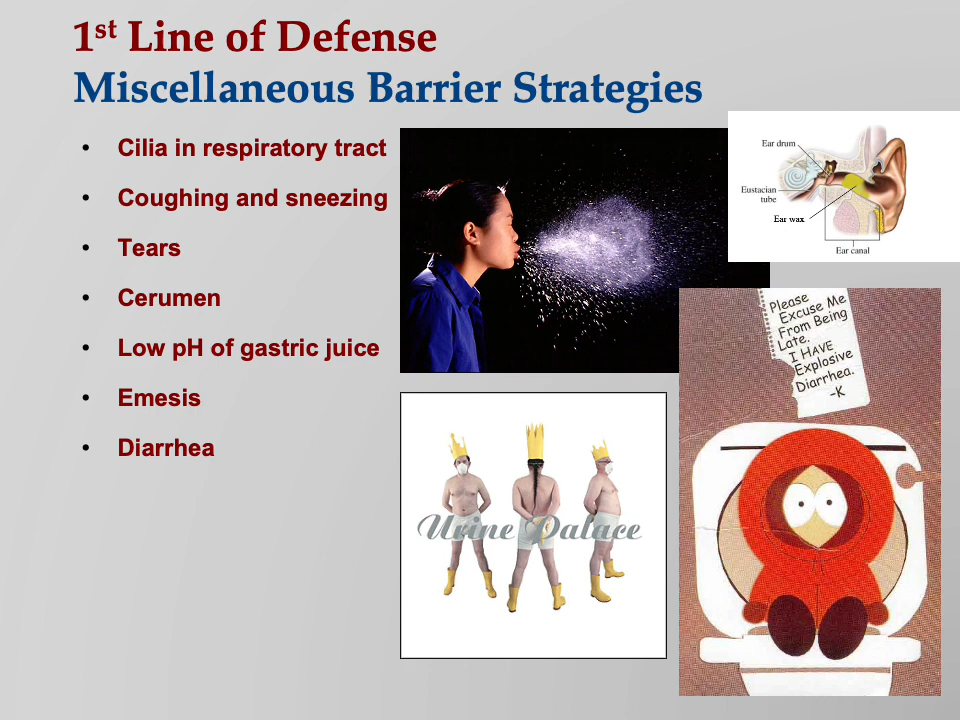 1st Line of Defense
Miscellaneous Barrier Strategies
• Cilia in respiratory tract
• Coughing and sneezing
• Tears
• Cerumen
• Low pH of gastric juice
• Emesis
• Diarrhea
Ear drum
Eustacian
tube
Ear wax
Ear canal
Please
Excuse Me
From Being
Late.
I HAVE
Explosive
Diarrhea.
-K
Urine Palace